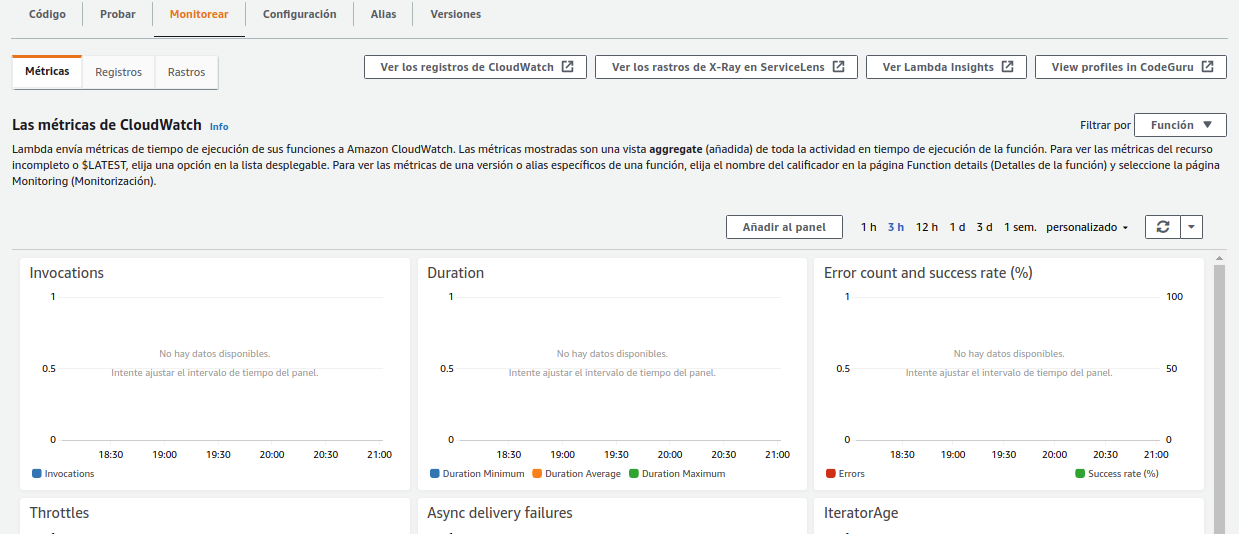 Código Probar Monitorear Configuración Alias Versiones
Métricas Registros Rastros Ver los registros de CloudWatch Ver los rastros de X-Ray en ServiceLens Ver Lambda Insights View profiles in CodeGuru
Las métricas de CloudWatch Info Filtrar por Función
Lambda envía métricas de tiempo de ejecución de sus funciones a Amazon CloudWatch. Las métricas mostradas son una vista aggregate (añadida) de toda la actividad en tiempo de ejecución de la función. Para ver las métricas del recurso
incompleto o $LATEST, elija una opción en la lista desplegable. Para ver las métricas de una versión o alias específicos de una función, elija el nombre del calificador en la página Function details (Detalles de la función) y seleccione la página
Monitoring (Monitorización).
Añadir al panel 1 h 3 h 12 h 1 d 3 d 1 sem. personalizado
Invocations
1
No hay datos disponibles.
0.5
Intente ajustar el intervalo de tiempo del panel.
0
18:30 19:00 19:30 20:00 20:30 21:00
Invocations
Duration
1
No hay datos disponibles.
0.5
Intente ajustar el intervalo de tiempo del panel.
0
18:30 19:00 19:30 20:00 20:30 21:00
Duration Minimum Duration Average Duration Maximum
Error count and success rate (%)
1 100
No hay datos disponibles.
0.5 50
Intente ajustar el intervalo de tiempo del panel.
0 0
18:30 19:00 19:30 20:00 20:30 21:00
Errors Success rate (%)
Throttles
Async delivery failures
IteratorAge